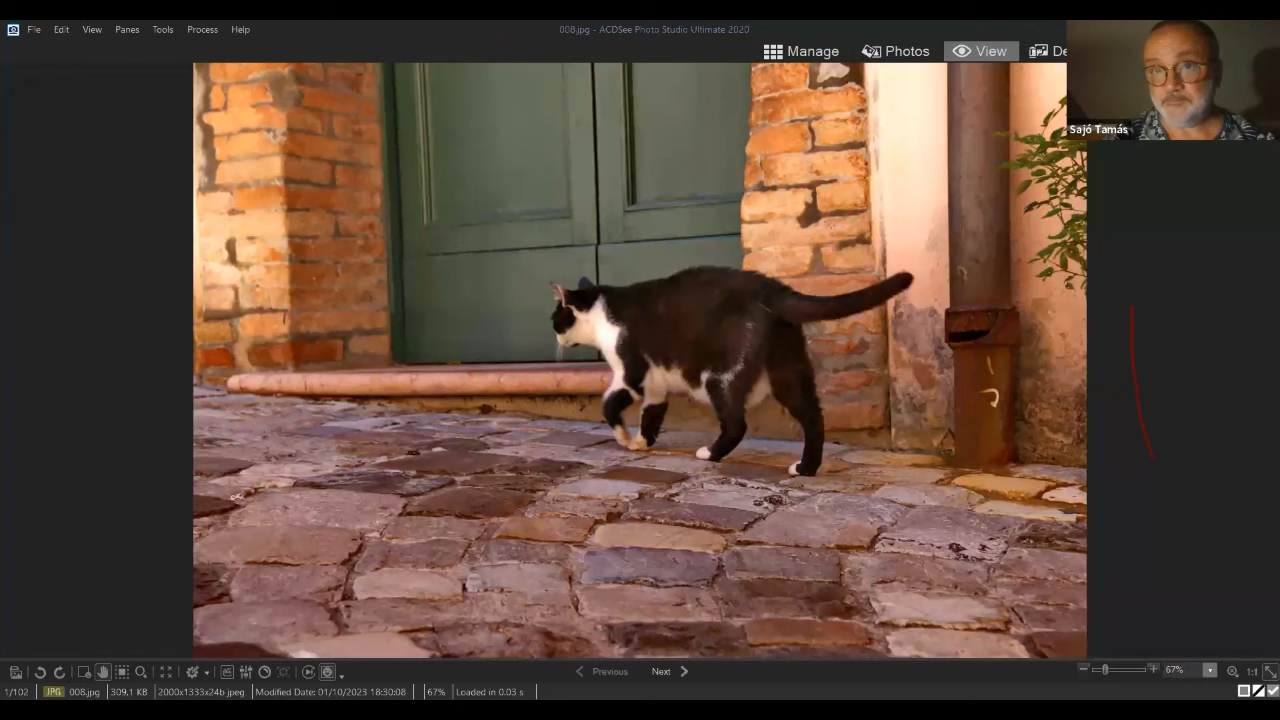 File Edit View Panes Tools Process Help
008.jpg - ACDSee Photo Studio Ultimate 2020
Manage Photos View
Sajó Tamás
Previous Next
67%
1:1
1/102 JPG 008.jpg 309,1 KB 2000x1333x24b jpeg Modified Date: 01/10/2023 18:30:08 67% Loaded in 0.03 s